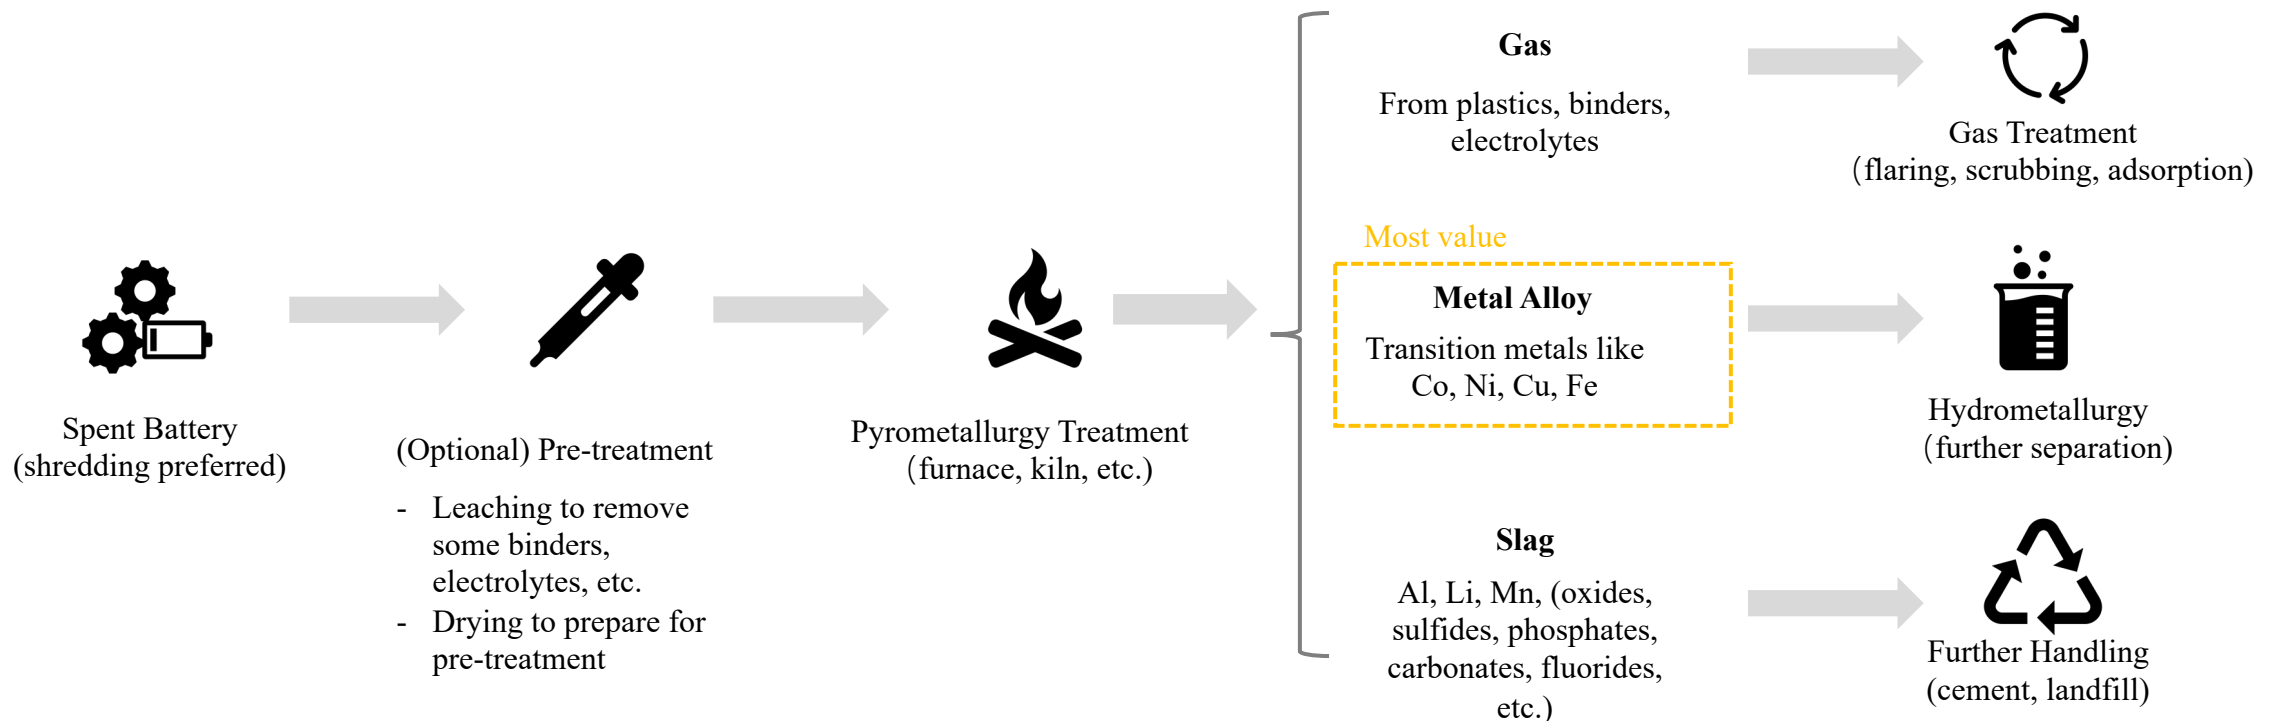 Spent Battery
(shredding preferred)
(Optional) Pre-treatment
- Leaching to remove
some binders,
electrolytes, etc.
- Drying to prepare for
pre-treatment
Pyrometallurgy Treatment
(furnace, kiln, etc.)
Gas
From plastics, binders,
electrolytes
Gas Treatment
(flaring, scrubbing, adsorption)
Most value
Metal Alloy
Transition metals like
Co, Ni, Cu, Fe
Hydrometallurgy
(further separation)
Slag
Al, Li, Mn, (oxides,
sulfides, phosphates,
carbonates, fluorides,
etc.)
Further Handling
(cement, landfill)